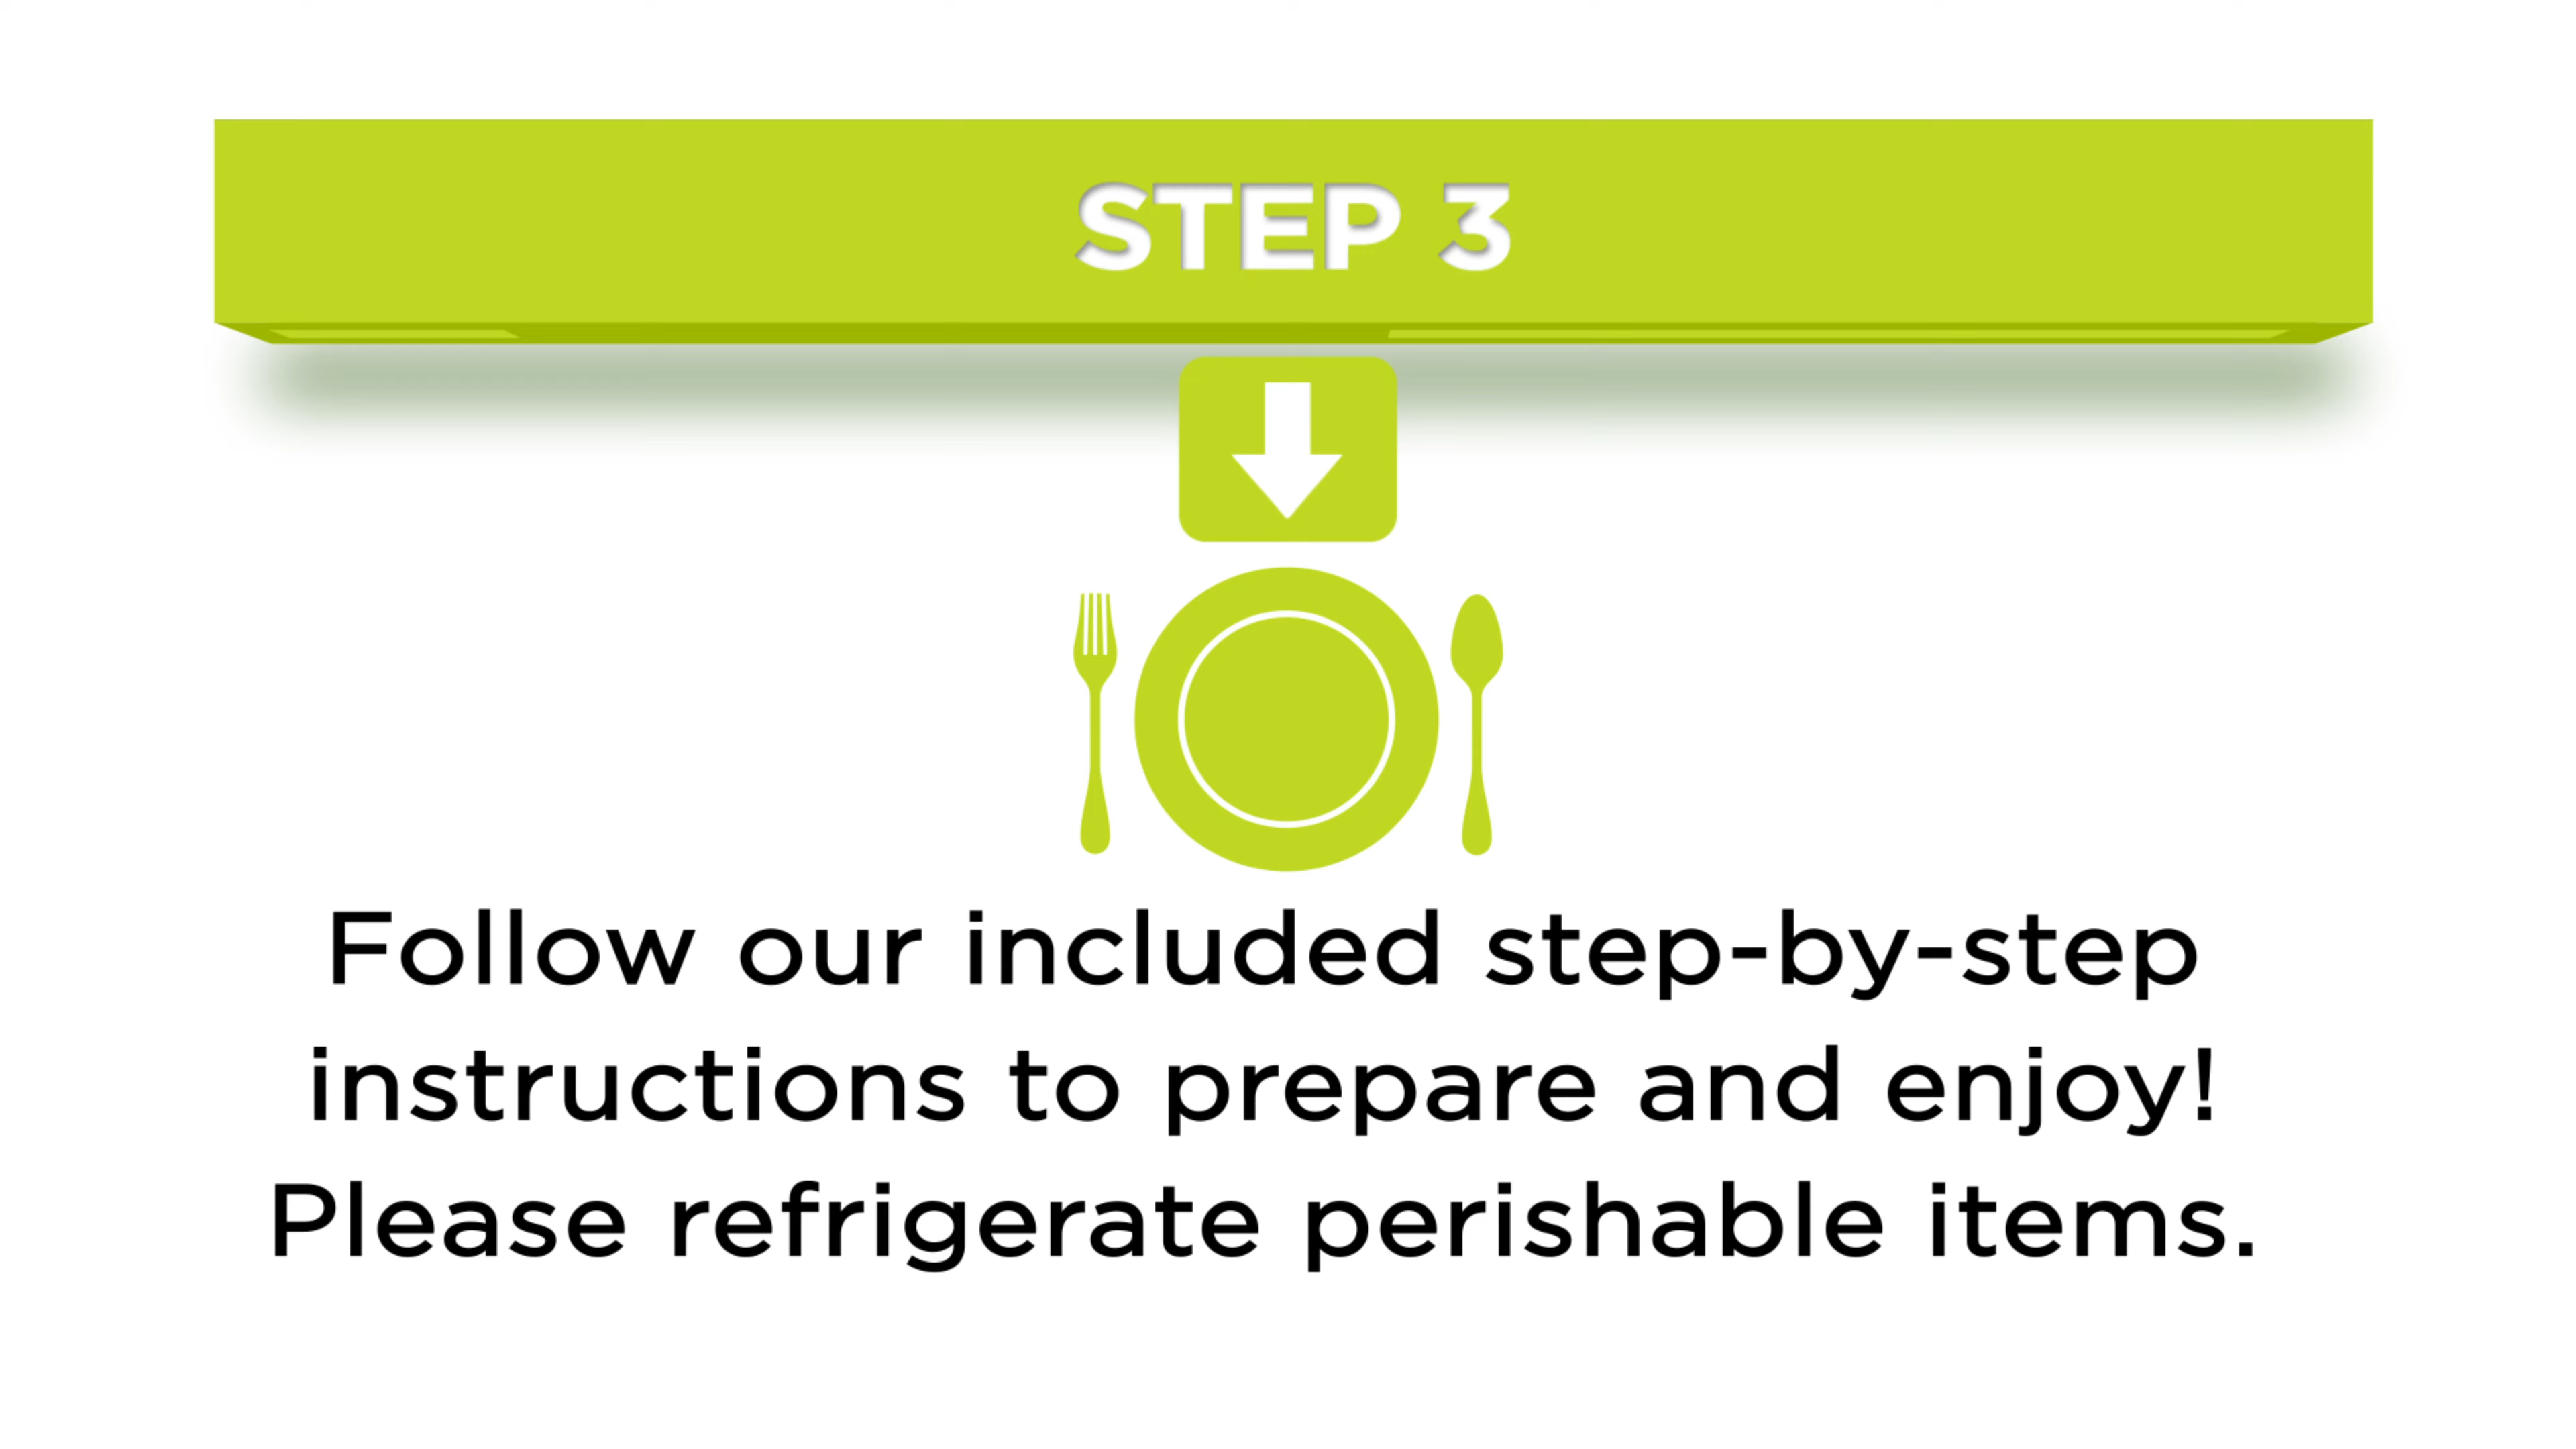 STEP 3
Follow our included step-by-step
instructions to prepare and enjoy!
Please refrigerate perishable items.